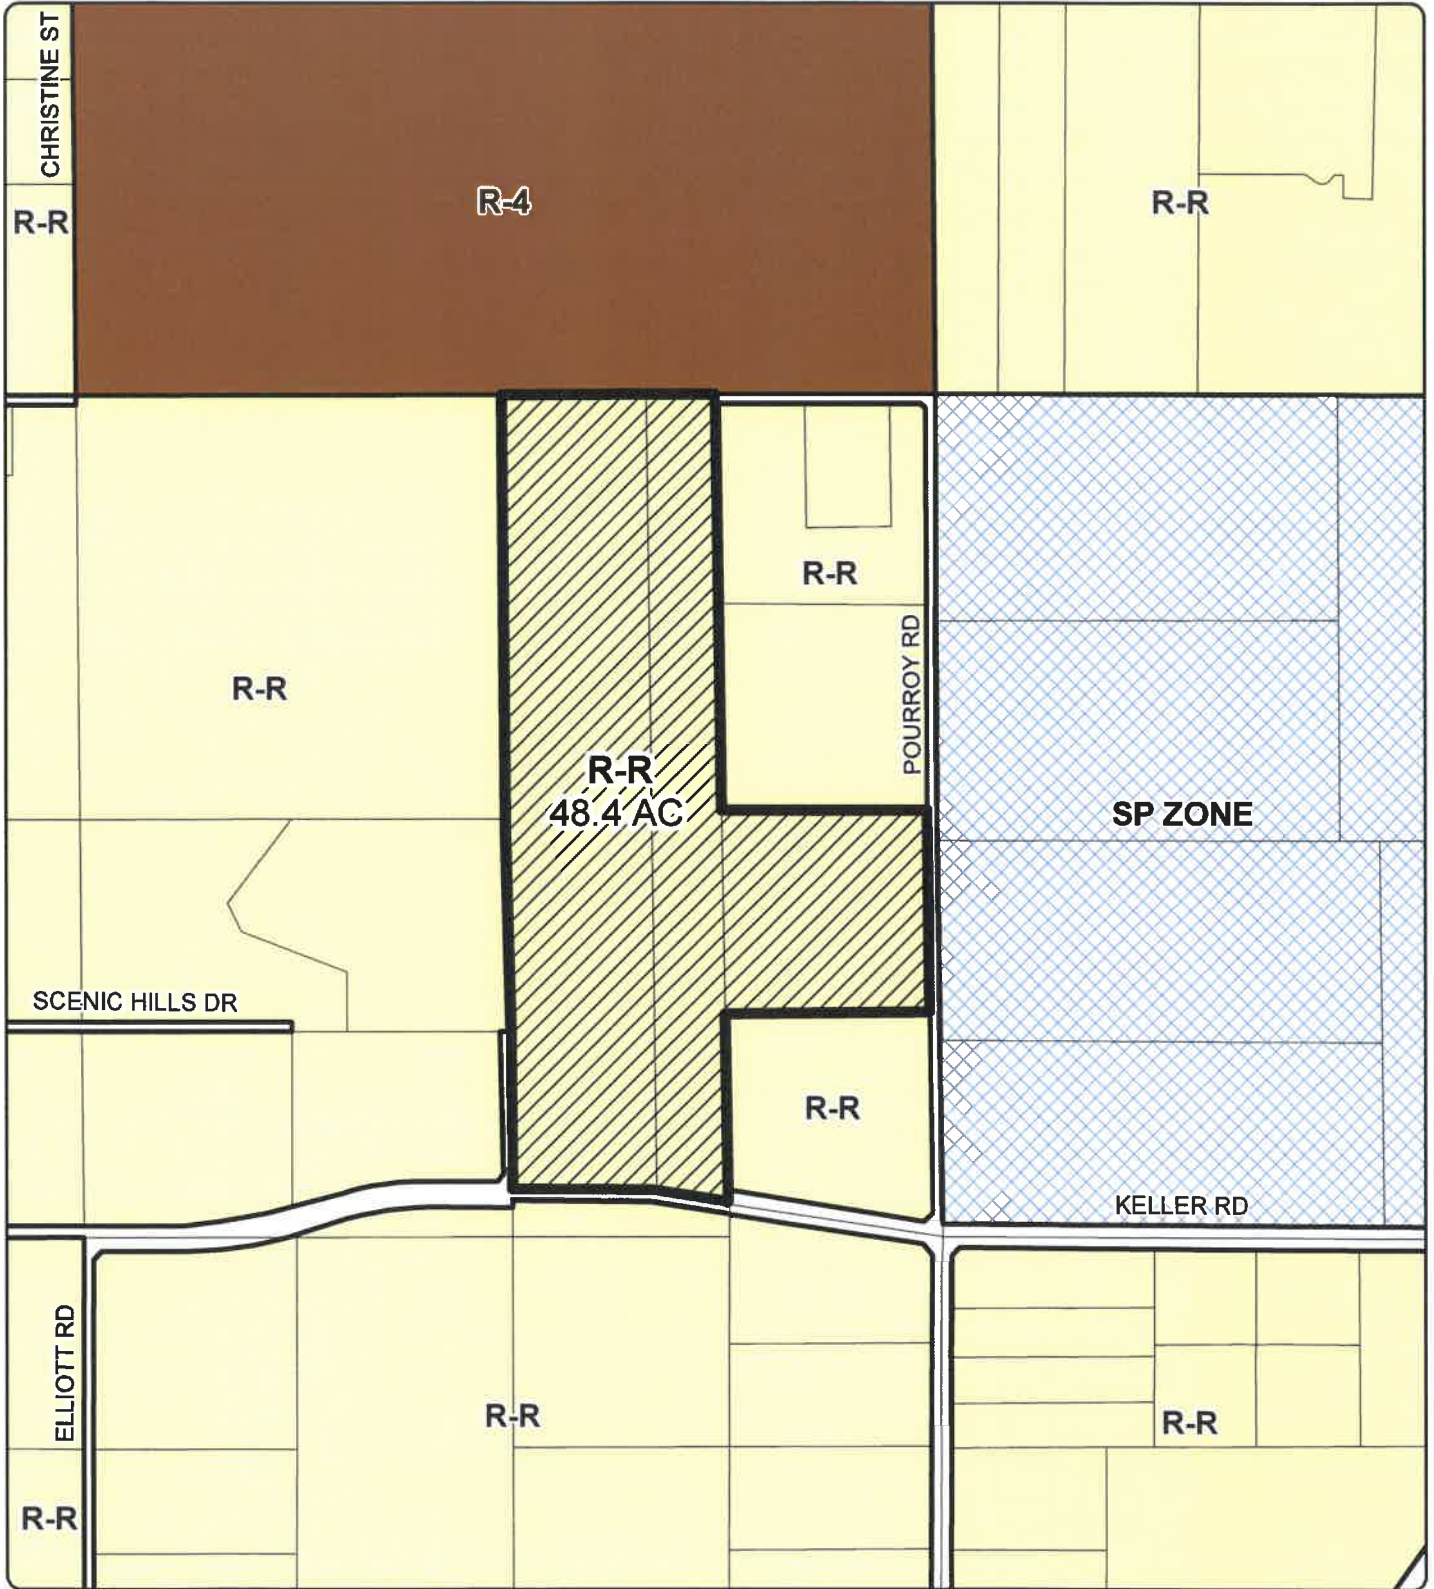 CHRISTINE ST
R-4
R-R
R-R
R-R
POURROY RD
R-R
R-R
48.4 AC
SP ZONE
SCENIC HILLS DR
R-R
KELLER RD
ELLIOTT RD
R-R
R-R
R-R